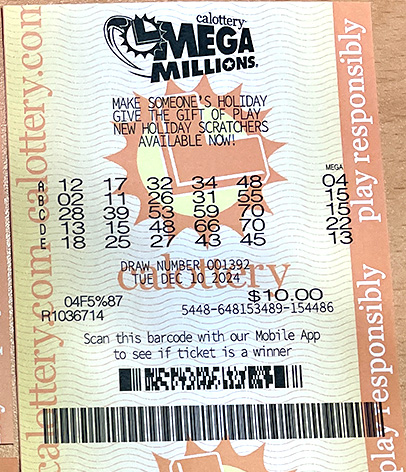 calottery
MEGA
MILLIONS.
MAKE SOMEONE'S HOLIDAY
GIVE THE GIFT OF PLAY
NEW HOLIDAY SCRATCHERS
AVAILABLE NOW!
MEGA
A 12 17 32 34 48 04
B 02 11 26 31 55 15
C 28 39 53 59 70 15
D 13 15 48 66 70 22
E 18 25 27 43 45 13
DRAW NUMBER 001392
TUE DEC 10 2024
calottery
$10.00
04F5%87
5448-648153489-154486
R1036714
Scan this barcode with our Mobile App
to see if ticket is a winner
calottery.com
calottery.com
play responsibly
play responsibly